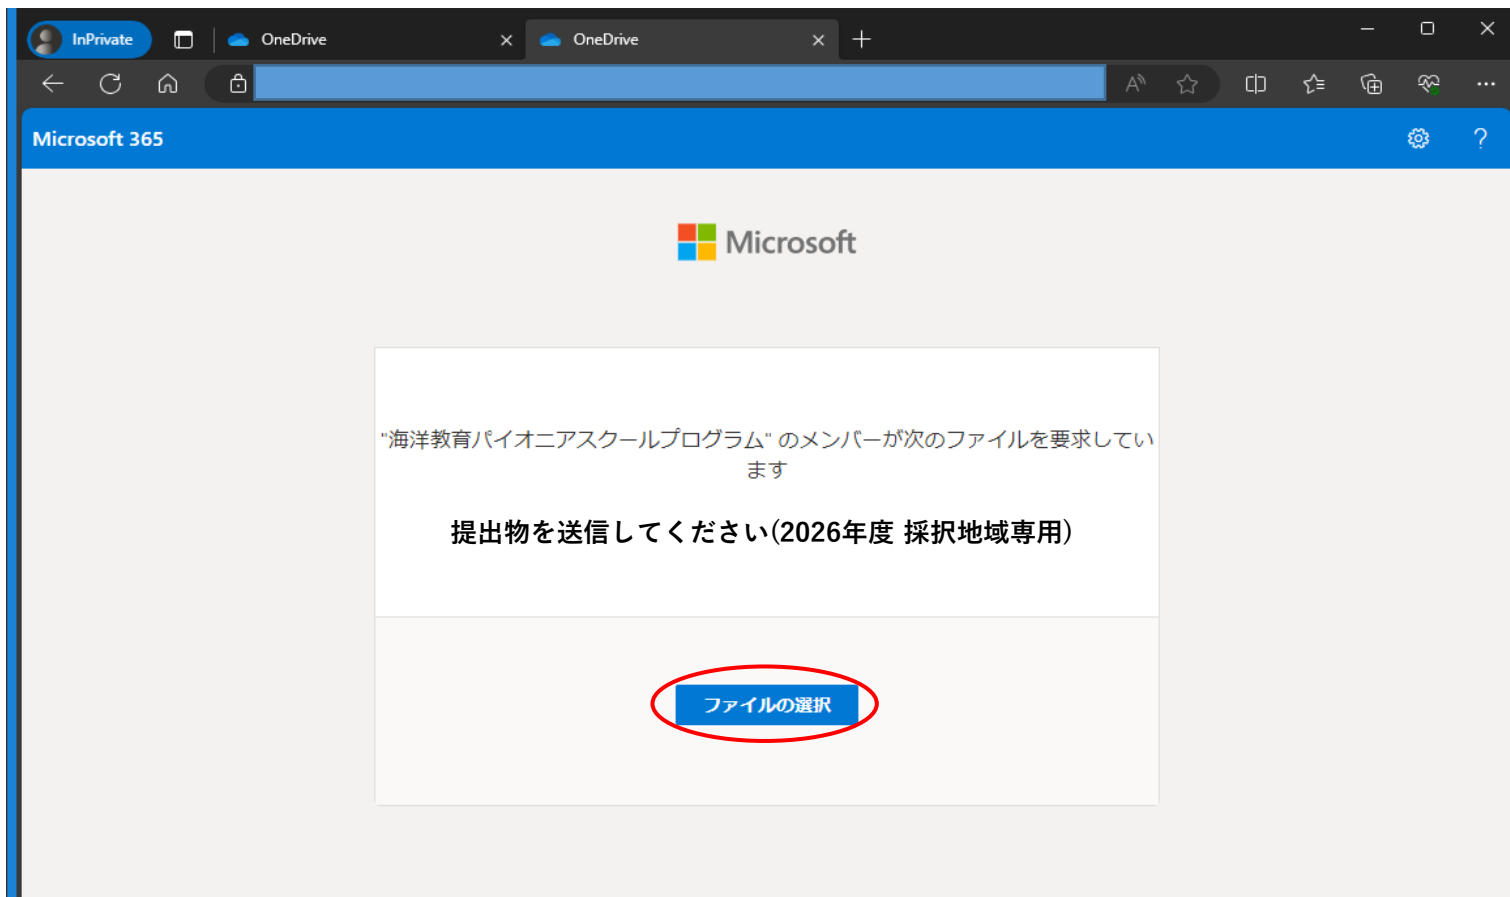 InPrivate OneDrive OneDrive
Microsoft 365
Microsoft
"海洋教育パイオニアスクールプログラム" のメンバーが次のファイルを要求してい
ます
提出物を送信してください(2026年度 採択地域専用)
ファイルの選択